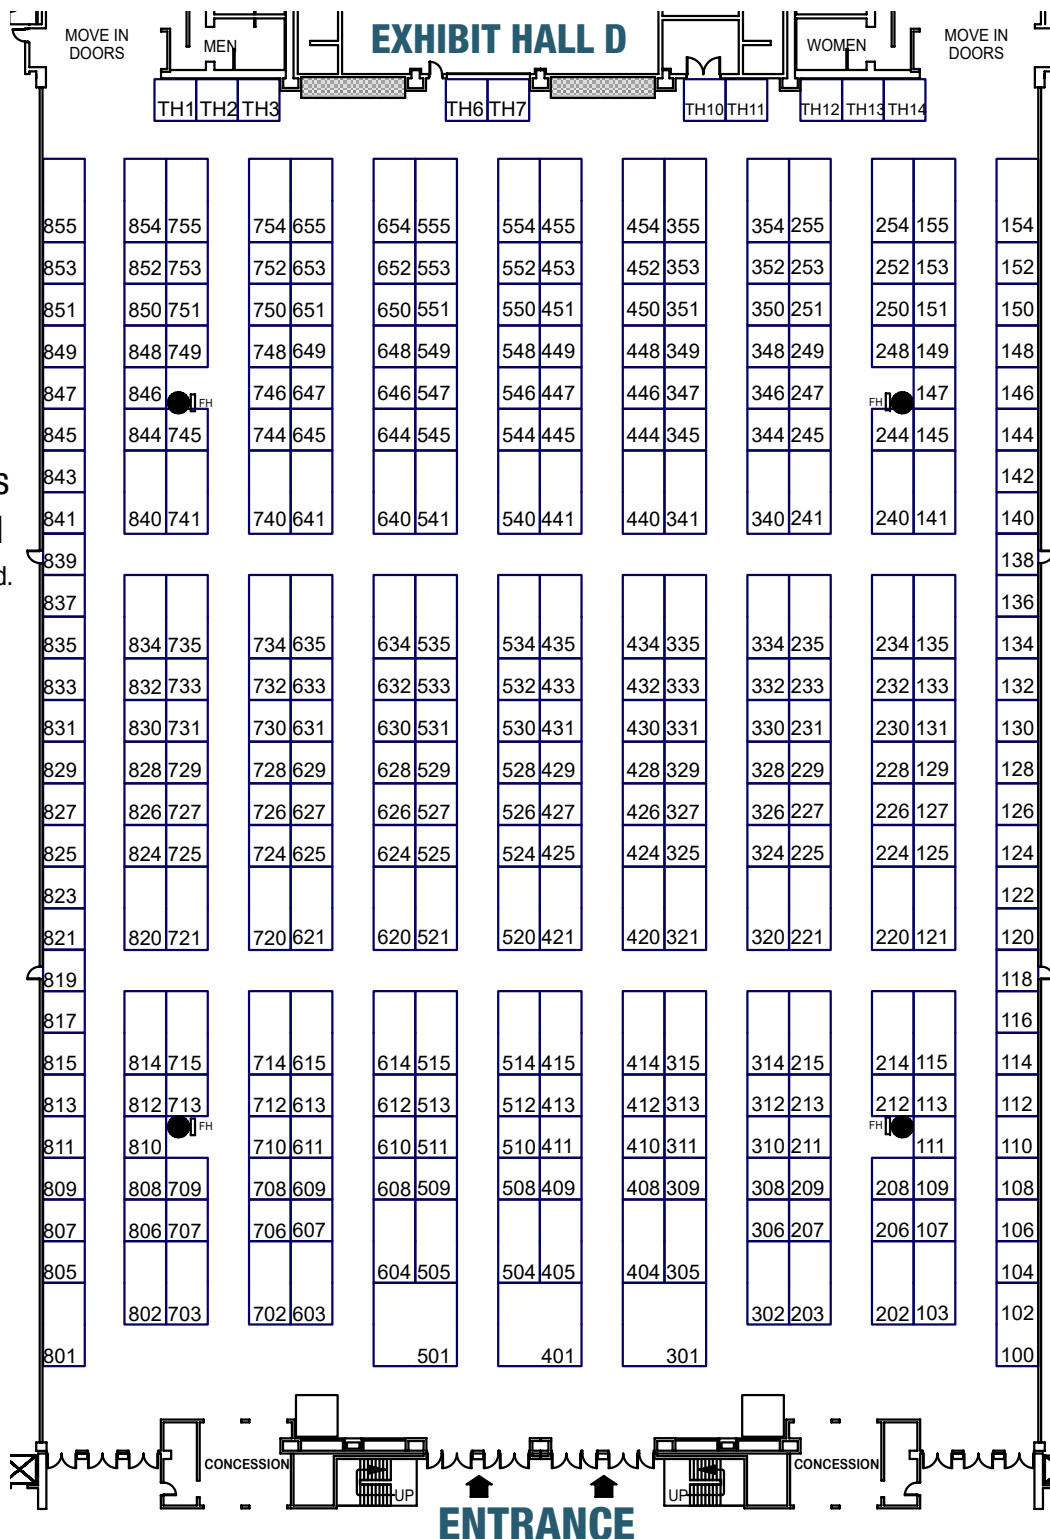 EXHIBIT HALL D
MOVE IN
DOORS
MEN
WOMEN
MOVE IN
DOORS
TH1 TH2 TH3 TH6 TH7 TH10 TH11 TH12 TH13 TH14
855 854 755 754 655 654 555 554 455 454 355 354 255 254 155 154
853 852 753 752 653 652 553 552 453 452 353 352 253 252 153 152
851 850 751 750 651 650 551 550 451 450 351 350 251 250 151 150
849 848 749 748 649 648 549 548 449 448 349 348 249 248 149 148
847 846 FH 746 647 646 547 546 447 446 347 346 247 FH 147 146
845 844 745 744 645 644 545 544 445 444 345 344 245 244 145 144
843 142
S
841 840 741 740 641 640 541 540 441 440 341 340 241 240 141 140
839 138
d.
837 136
835 834 735 734 635 634 535 534 435 434 335 334 235 234 135 134
833 832 733 732 633 632 533 532 433 432 333 332 233 232 133 132
831 830 731 730 631 630 531 530 431 430 331 330 231 230 131 130
829 828 729 728 629 628 529 528 429 428 329 328 229 228 129 128
827 826 727 726 627 626 527 526 427 426 327 326 227 226 127 126
825 824 725 724 625 624 525 524 425 424 325 324 225 224 125 124
823 122
821 820 721 720 621 620 521 520 421 420 321 320 221 220 121 120
819 118
817 116
815 814 715 714 615 614 515 514 415 414 315 314 215 214 115 114
813 812 713 712 613 612 513 512 413 412 313 312 213 212 113 112
811 810 FH 710 611 610 511 510 411 410 311 310 211 FH 111 110
809 808 709 708 609 608 509 508 409 408 309 308 209 208 109 108
807 806 707 706 607 306 207 206 107 106
805 604 505 504 405 404 305 104
802 703 702 603 302 203 202 103 102
801 501 401 301 100
CONCESSION
CONCESSION
UP
UP
ENTRANCE